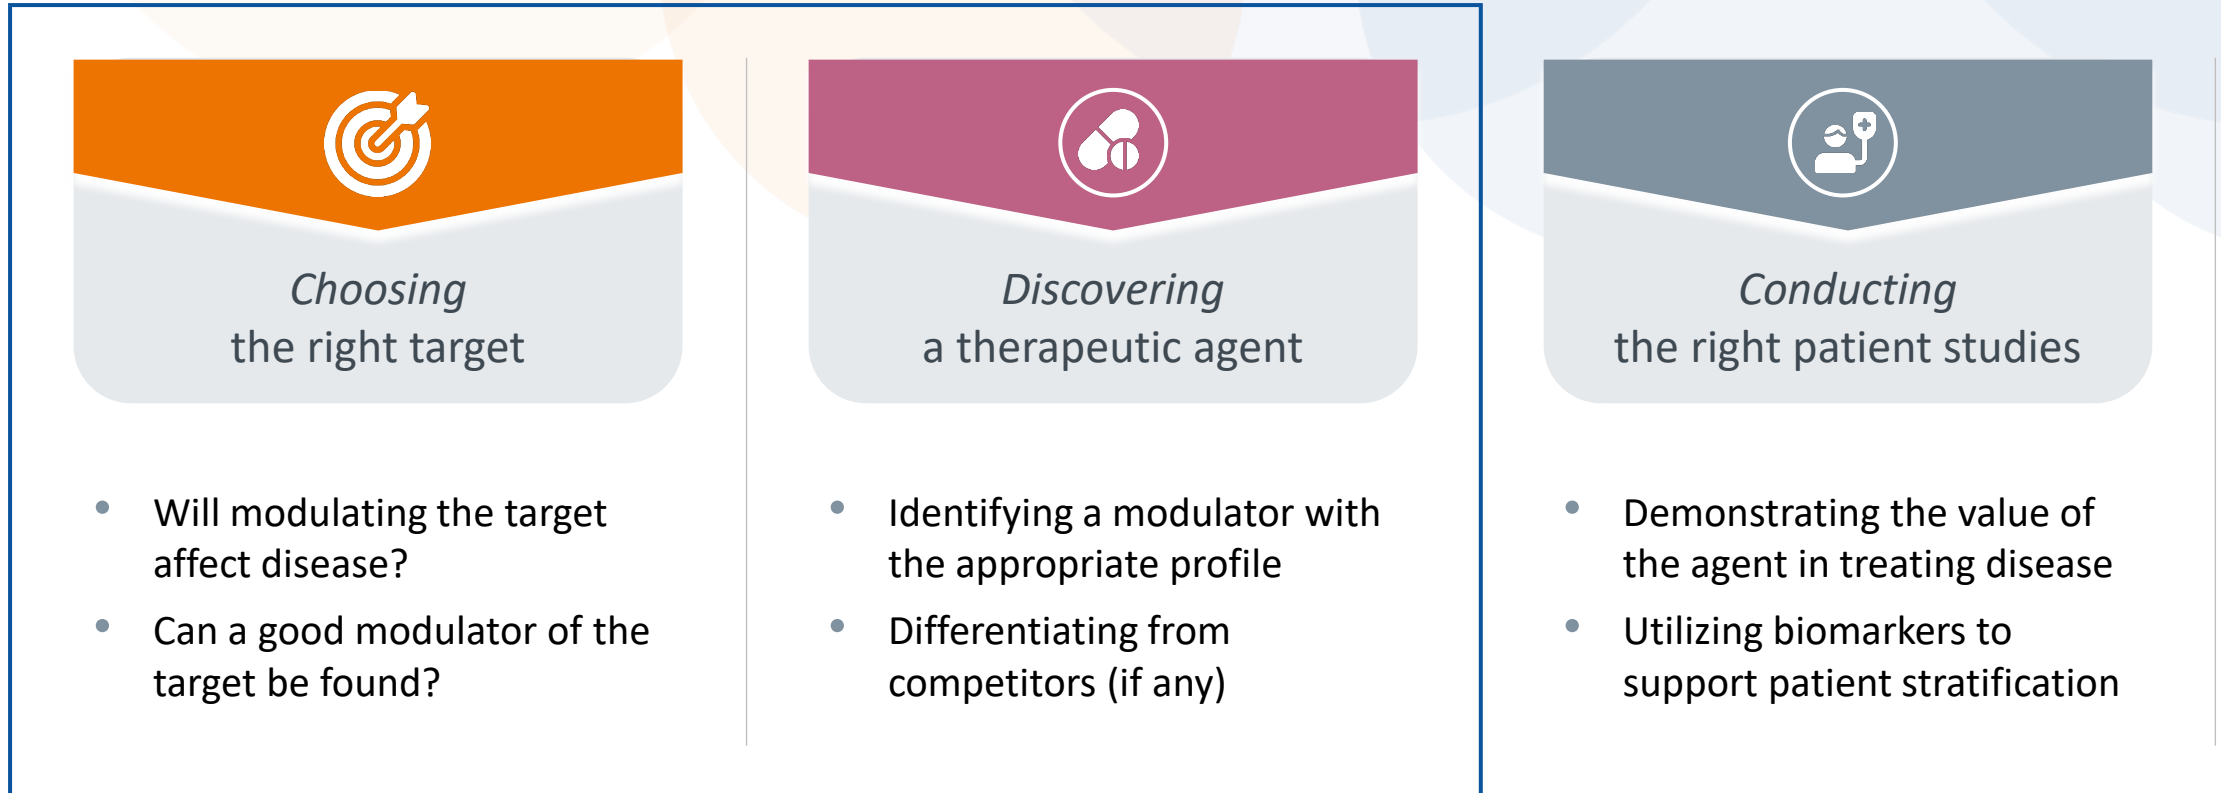 Choosing
the right target
• Will modulating the target
affect disease?
• Can a good modulator of the
target be found?
Discovering
a therapeutic agent
• Identifying a modulator with
the appropriate profile
• Differentiating from
competitors (if any)
Conducting
the right patient studies
• Demonstrating the value of
the agent in treating disease
• Utilizing biomarkers to
support patient stratification